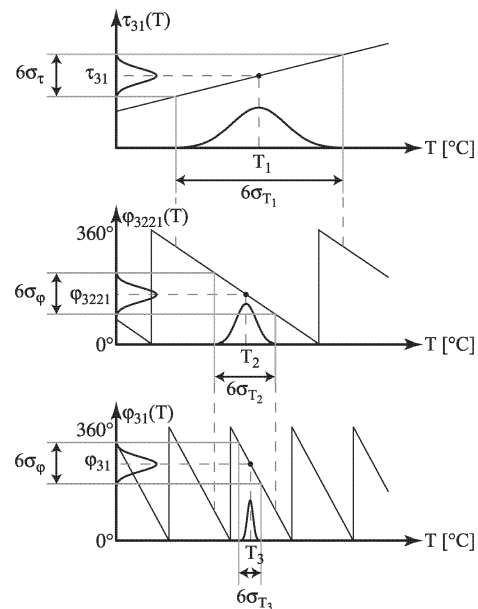 τ31(T)
6στ
τ31
T [°C]
T1
6σT1
φ3221(T)
360°
6σφ
φ3221
0°
T [°C]
T2
6σT2
φ31(T)
360°
6σφ
φ31
0°
T [°C]
T3
6σT3